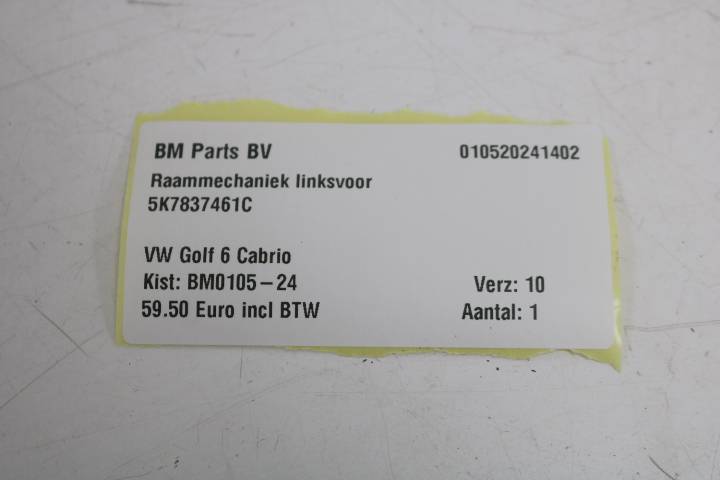 BM Parts BV 010520241402
Raammechaniek linksvoor
5K7837461C
VW Golf 6 Cabrio
Kist: BM0105-24 Verz: 10
59.50 Euro incl BTW Aantal: 1